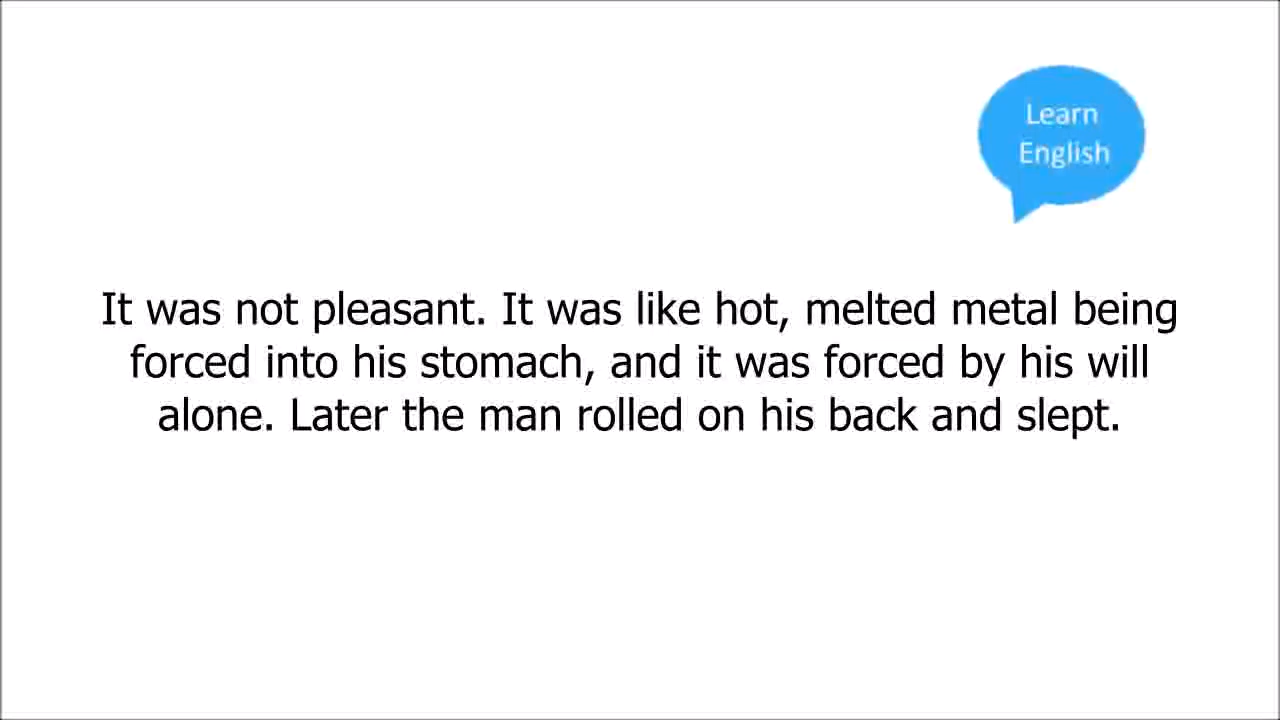 Learn
English
It was not pleasant. It was like hot, melted metal being
forced into his stomach, and it was forced by his will
alone. Later the man rolled on his back and slept.